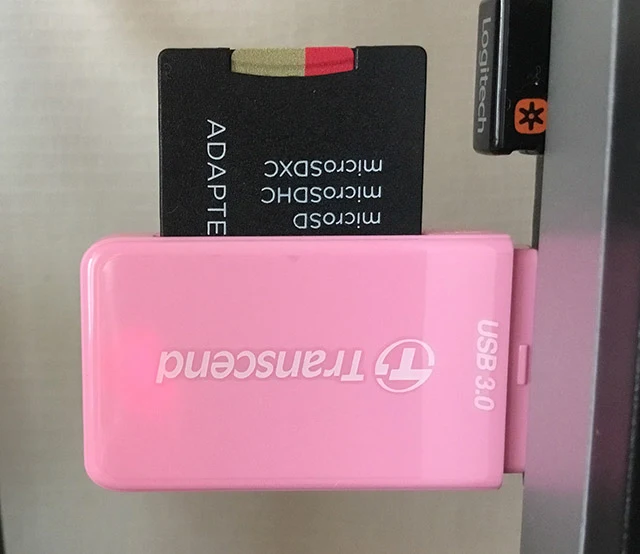 Logitech
ADAPTE
microSD
microSDHC
microSDXC
Transcend
USB 3.0